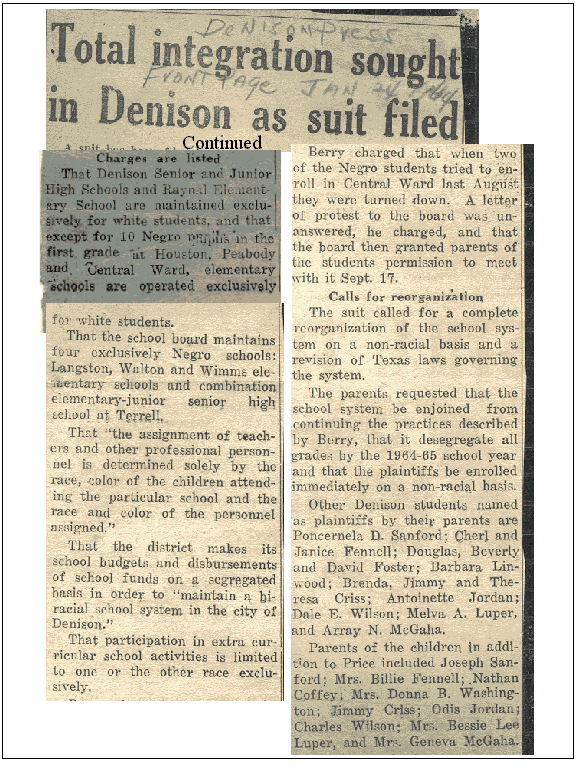 Denison Press
Total integration sought
Front Page Jan 24 1964
in Denison as suit filed
A suit has been
Continued
Charges are listed
That Denison Senior and Junior
High Schools and Raynal Element-
ary School are maintained exclu-
sively for white students, and that
except for 10 Negro pupils in the
first grade at Houston, Peabody
and Central Ward, elementary
schools are operated exclusively
for white students.
That the school board maintains
four exclusively Negro schools:
Langston, Walton and Wimms ele-
mentary schools and combination
elementary-junior senior high
school at Terrell.
That "the assignment of teach-
ers and other professional person-
nel is determined solely by the
race, color of the children attend-
ing the particular school and the
race and color of the personnel
assigned."
That the district makes its
school budgets and disbursements
of school funds on a segregated
basis in order to "maintain a bi-
racial school system in the city of
Denison."
That participation in extra cur-
ricular school activities is limited
to one or the other race exclu-
sively.
Berry charged that when two
of the Negro students tried to en-
roll in Central Ward last August
they were turned down. A letter
of protest to the board was un-
answered, he charged, and that
the board then granted parents of
the students permission to meet
with it Sept. 17.
Calls for reorganization
The suit called for a complete
reorganization of the school sys-
tem on a non-racial basis and a
revision of Texas laws governing
the system.
The parents requested that the
school system be enjoined from
continuing the practices described
by Berry, that it desegregate all
grades by the 1964-65 school year
and that the plaintiffs be enrolled
immediately on a non-racial basis.
Other Denison students named
as plaintiffs by their parents are
Poncernela D. Sanford; Cherl and
Janice Fennell; Douglas, Beverly
and David Foster; Barbara Lin-
wood; Brenda, Jimmy and The-
resa Criss; Antoinette Jordan;
Dale E. Wilson; Melva A. Luper,
and Array N. McGaha.
Parents of the children in addi-
tion to Price included Joseph San-
ford; Mrs. Billie Fennell; Nathan
Coffey; Mrs. Donna B. Washing-
ton; Jimmy Criss; Odis Jordan;
Charles Wilson; Mrs. Bessie Lee
Luper, and Mrs. Geneva McGaha.